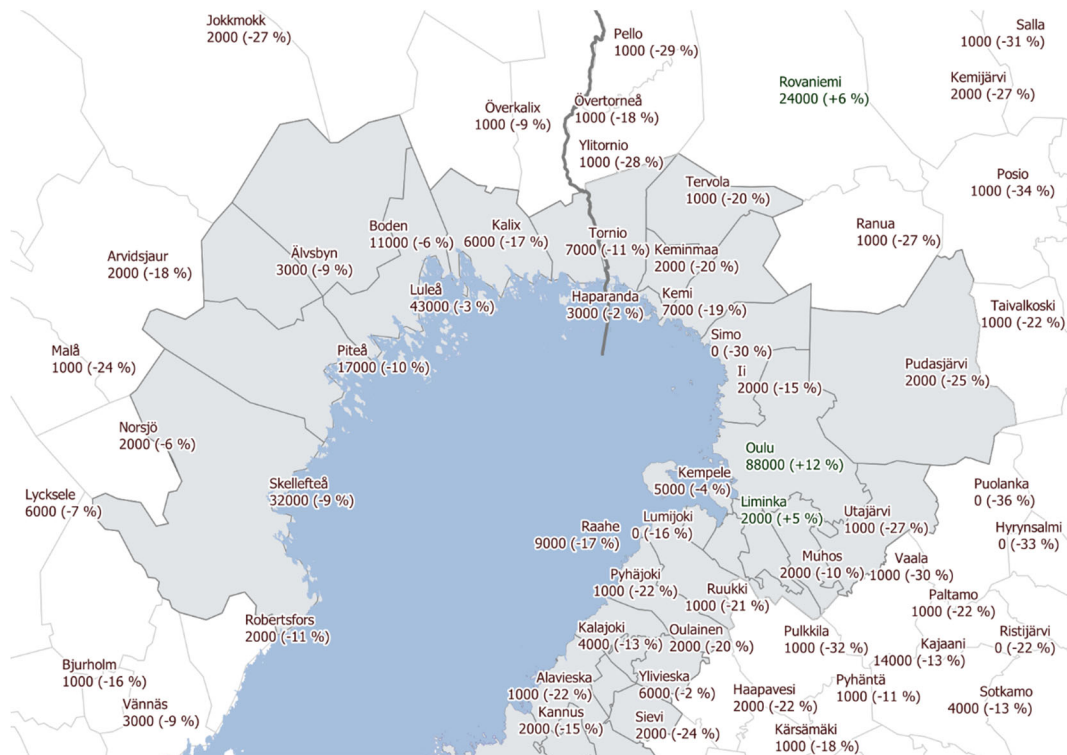 Jokkmokk
2000 (-27 %)
Pello
1000 (-29 %)
Salla
1000 (-31 %)
Rovaniemi
24000 (+6 %)
Kemijärvi
2000 (-27 %)
Överkalix
1000 (-9 %)
Övertorneå
1000 (-18 %)
Ylitornio
1000 (-28 %)
Posio
1000 (-34 %)
Tervola
1000 (-20 %)
Ranua
1000 (-27 %)
Boden
11000 (-6 %)
Kalix
6000 (-17 %)
Tornio
7000 (-11 %)
Keminmaa
2000 (-20 %)
Arvidsjaur
2000 (-18 %)
Älvsbyn
3000 (-9 %)
Luleå
43000 (-3 %)
Haparanda
3000 (-2 %)
Kemi
7000 (-19 %)
Taivalkoski
1000 (-22 %)
Simo
0 (-30 %)
Malå
1000 (-24 %)
Piteå
17000 (-10 %)
Ii
2000 (-15 %)
Pudasjärvi
2000 (-25 %)
Norsjö
2000 (-6 %)
Oulu
88000 (+12 %)
Skellefteå
32000 (-9 %)
Kempele
5000 (-4 %)
Puolanka
0 (-36 %)
Lycksele
6000 (-7 %)
Liminka
2000 (+5 %)
Utajärvi
1000 (-27 %)
Raahe
9000 (-17 %)
Lumijoki
0 (-16 %)
Hyrynsalmi
0 (-33 %)
Muhos
2000 (-10 %)
Vaala
1000 (-30 %)
Pyhäjoki
1000 (-22 %)
Ruukki
1000 (-21 %)
Paltamo
1000 (-22 %)
Robertsfors
2000 (-11 %)
Kalajoki
4000 (-13 %)
Oulainen
2000 (-20 %)
Pulkkila
1000 (-32 %)
Kajaani
14000 (-13 %)
Ristijärvi
0 (-22 %)
Bjurholm
1000 (-16 %)
Alavieska
1000 (-22 %)
Ylivieska
6000 (-2 %)
Haapavesi
2000 (-22 %)
Pyhäntä
1000 (-11 %)
Sotkamo
4000 (-13 %)
Vännäs
3000 (-9 %)
Kannus
2000 (-15 %)
Sievi
2000 (-24 %)
Kärsämäki
1000 (-18 %)